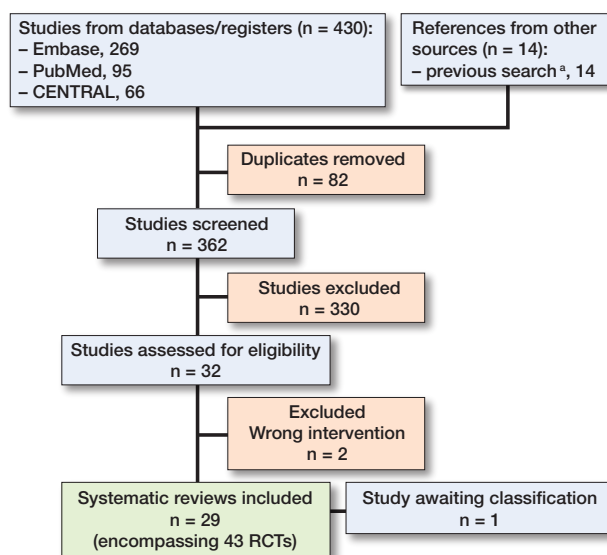 Studies from databases/registers (n = 430):
– Embase, 269
– PubMed, 95
– CENTRAL, 66
References from other
sources (n = 14):
– previous search a, 14
Duplicates removed
n = 82
Studies screened
n = 362
Studies excluded
n = 330
Studies assessed for eligibility
n = 32
Excluded
Wrong intervention
n = 2
Systematic reviews included
n = 29
(encompassing 43 RCTs)
Study awaiting classification
n = 1